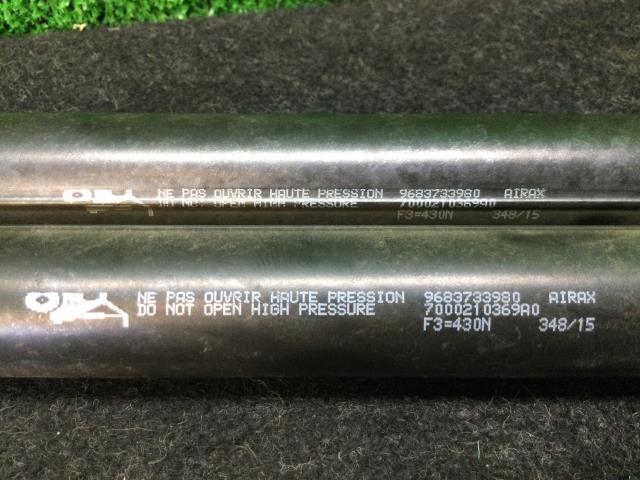 NE PAS OUVRIR HAUTE PRESSION 9683733980 AIRAX
DO NOT OPEN HIGH PRESSURE 7000210369A0
F3=430N 348/15
NE PAS OUVRIR HAUTE PRESSION 9683733980 AIRAX
DO NOT OPEN HIGH PRESSURE 7000210369A0
F3=430N 348/15